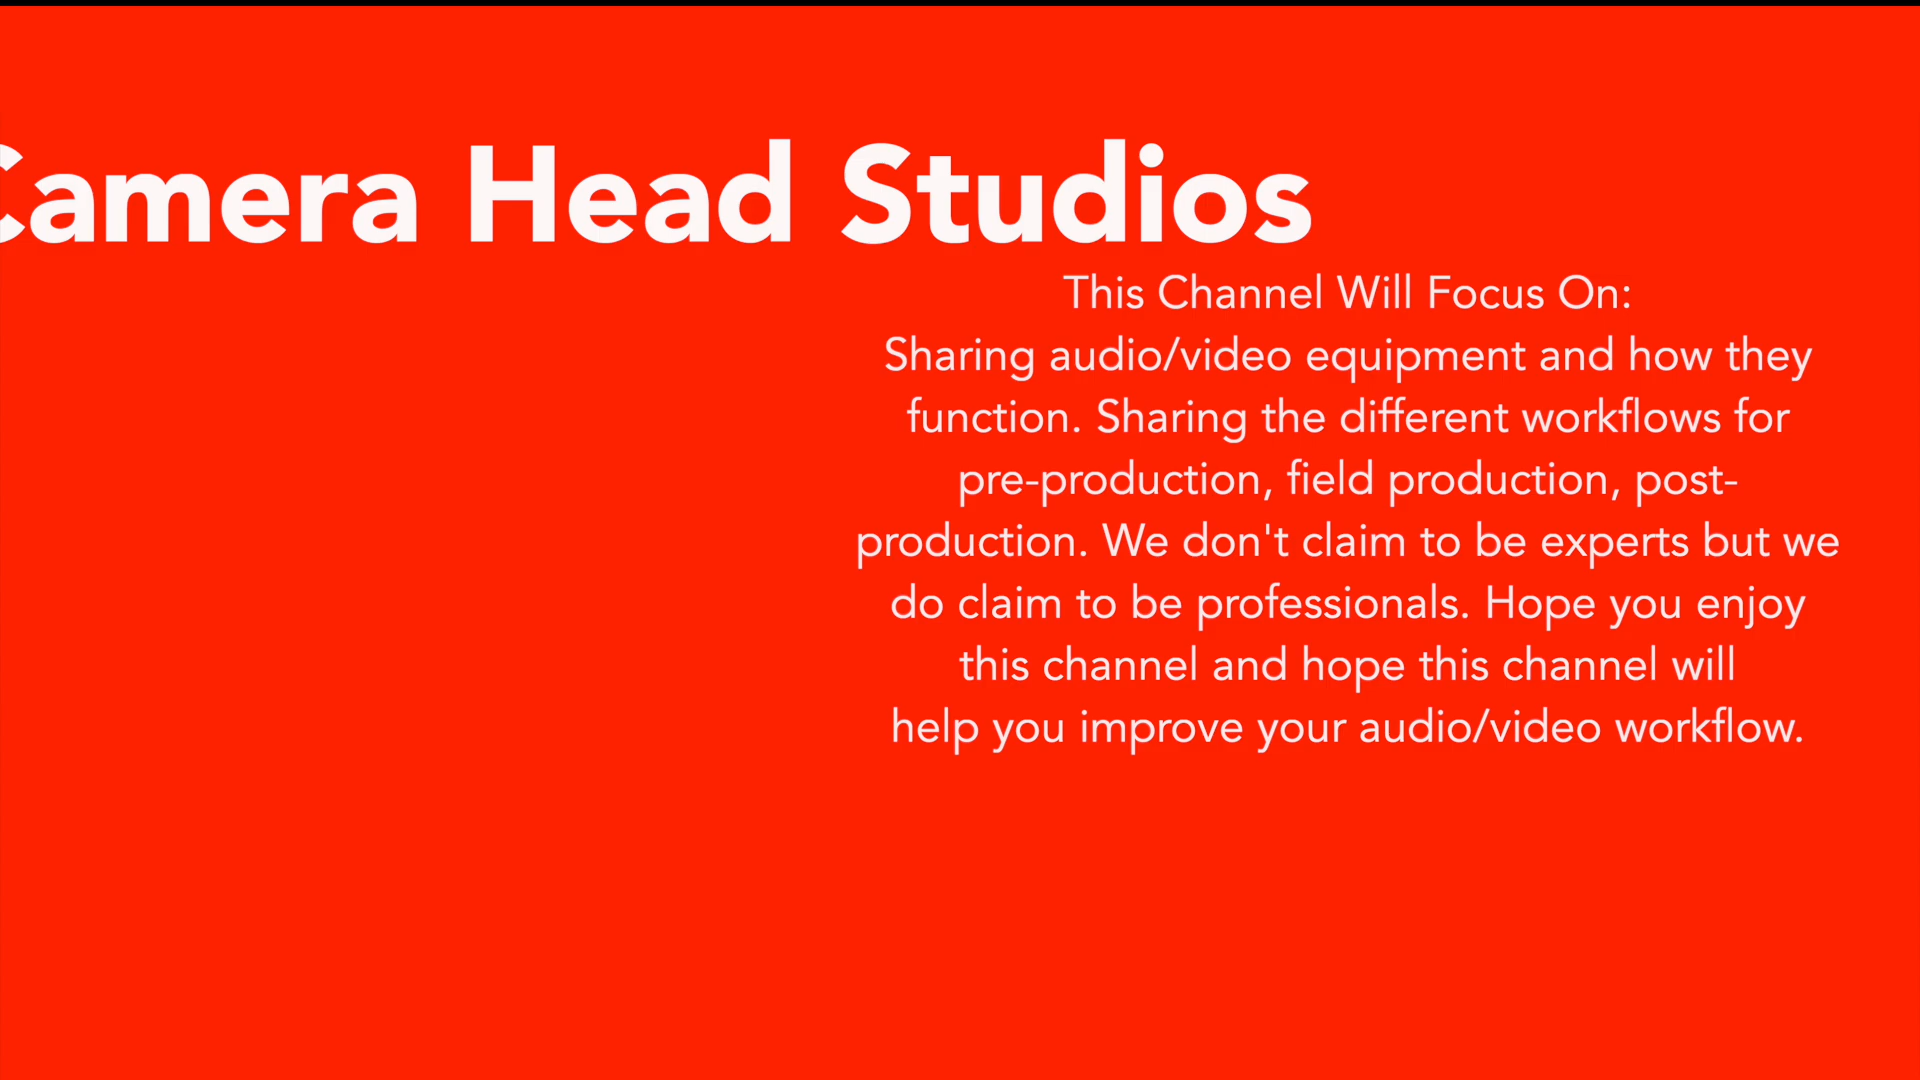 Camera Head Studios
This Channel Will Focus On:
Sharing audio/video equipment and how they
function. Sharing the different workflows for
pre-production, field production, post-
production. We don't claim to be experts but we
do claim to be professionals. Hope you enjoy
this channel and hope this channel will
help you improve your audio/video workflow.